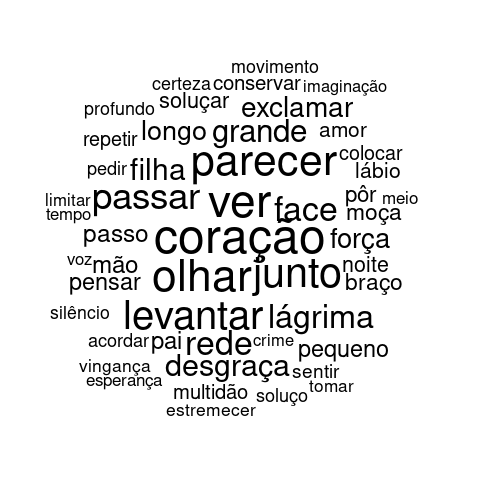 movimento
certeza conservar imaginação
soluçar exclamar
profundo
longo grande amor
repetir
parecer colocar
pedir filha lábio
passar ver face pôr meio
limitar
tempo
moça
passo coração força
voz mão olhar junto noite
pensar braço
silêncio levantar lágrima
acordar pai rede crime pequeno
vingança desgraça sentir
esperança
multidão soluço tomar
estremecer